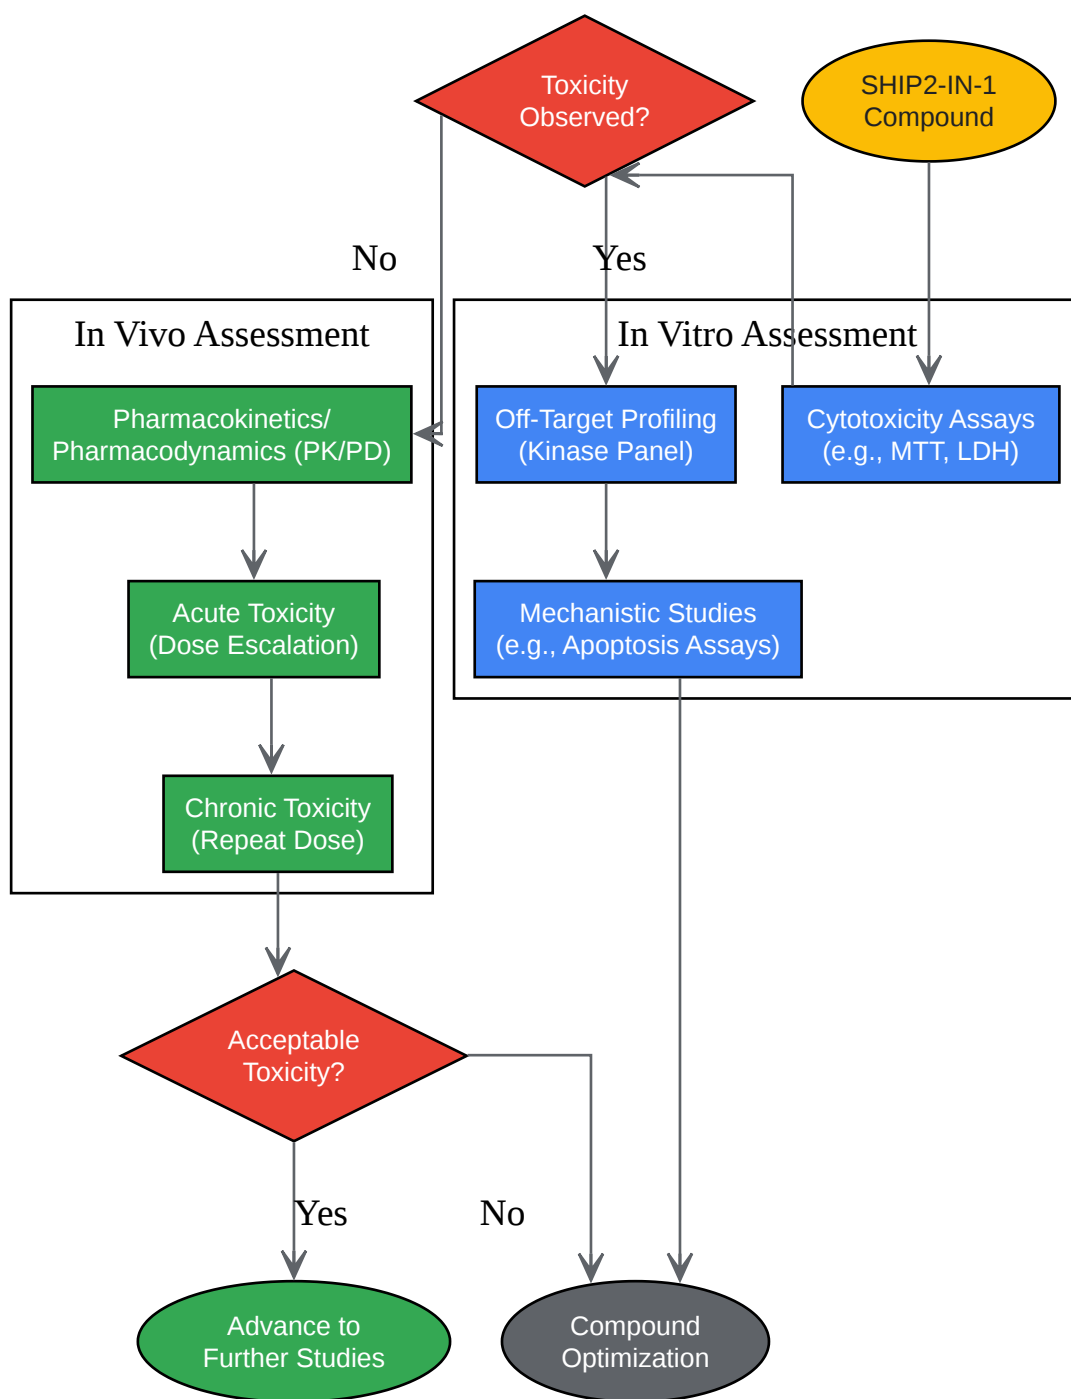 Toxicity
Observed?
SHIP2-IN-1
Compound
No
Yes
In Vivo Assessment
In Vitro Assessment
Pharmacokinetics/
Pharmacodynamics (PK/PD)
Off-Target Profiling
(Kinase Panel)
Cytotoxicity Assays
(e.g., MTT, LDH)
Acute Toxicity
(Dose Escalation)
Mechanistic Studies
(e.g., Apoptosis Assays)
Chronic Toxicity
(Repeat Dose)
Acceptable
Toxicity?
Yes
No
Advance to
Further Studies
Compound
Optimization